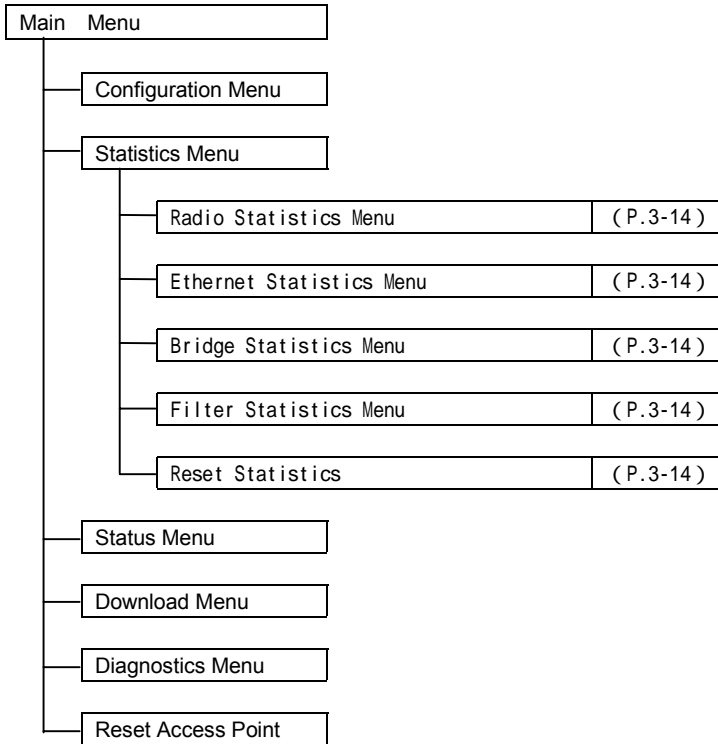 Main Menu
Configuration Menu
Statistics Menu
Radio Statistics Menu (P.3-14)
Ethernet Statistics Menu (P.3-14)
Bridge Statistics Menu (P.3-14)
Filter Statistics Menu (P.3-14)
Reset Statistics (P.3-14)
Status Menu
Download Menu
Diagnostics Menu
Reset Access Point